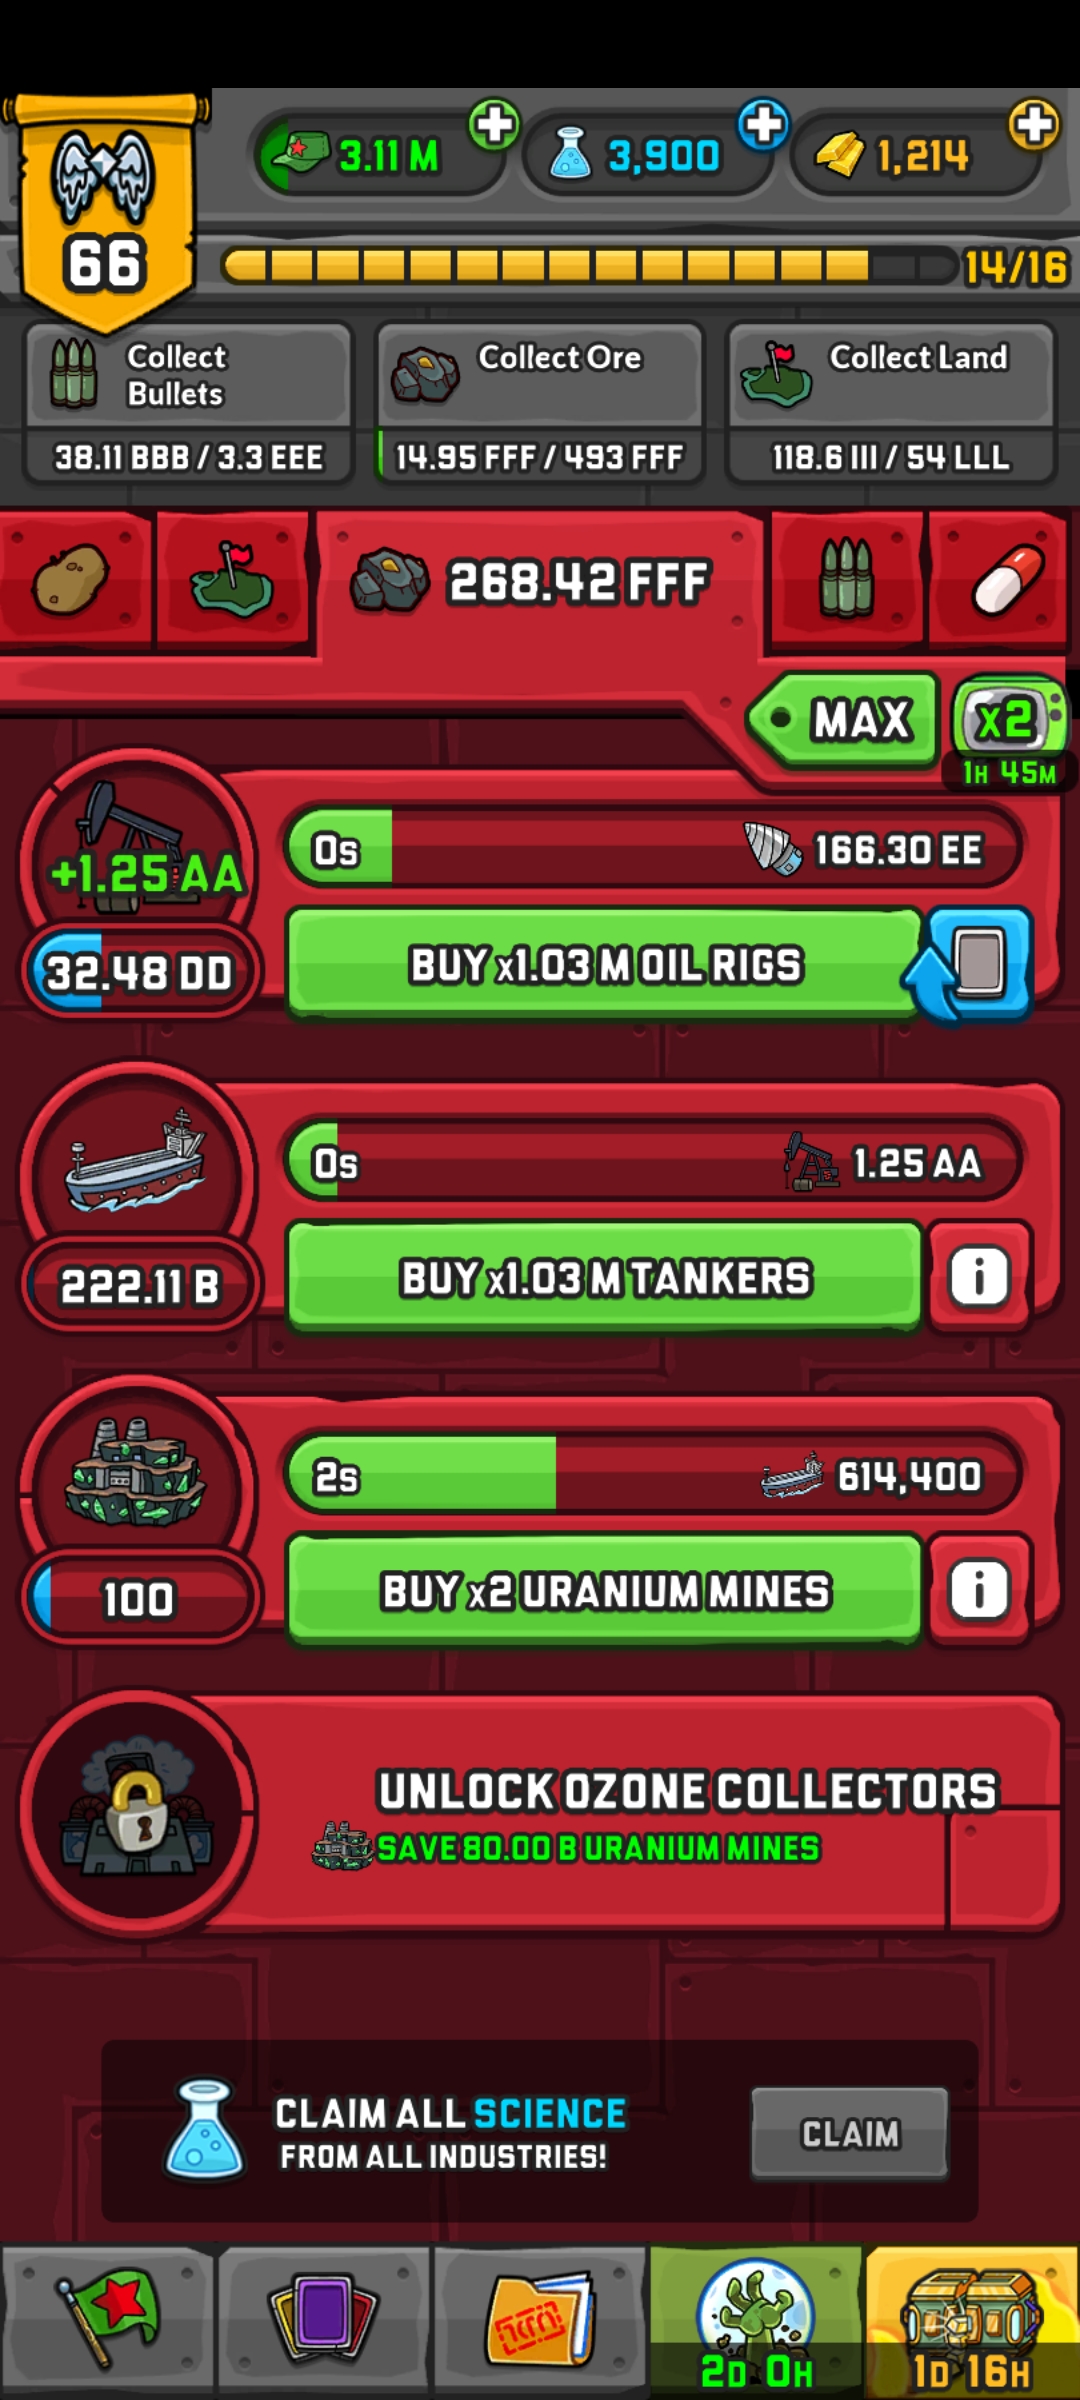 3.11 M
3,900
1,214
66
14/16
Collect Bullets
38.11 BBB / 3.3 EEE
Collect Ore
14.95 FFF / 493 FFF
Collect Land
118.6 III / 54 LLL
268.42 FFF
MAX
x2
1H 45M
+1.25 AA
32.48 DD
0s
166.30 EE
BUY x1.03 M OIL RIGS
222.11 B
0s
1.25 AA
BUY x1.03 M TANKERS
i
100
2s
614,400
BUY x2 URANIUM MINES
i
UNLOCK OZONE COLLECTORS
SAVE 80.00 B URANIUM MINES
CLAIM ALL SCIENCE
FROM ALL INDUSTRIES!
CLAIM
2D 0H
1D 16H